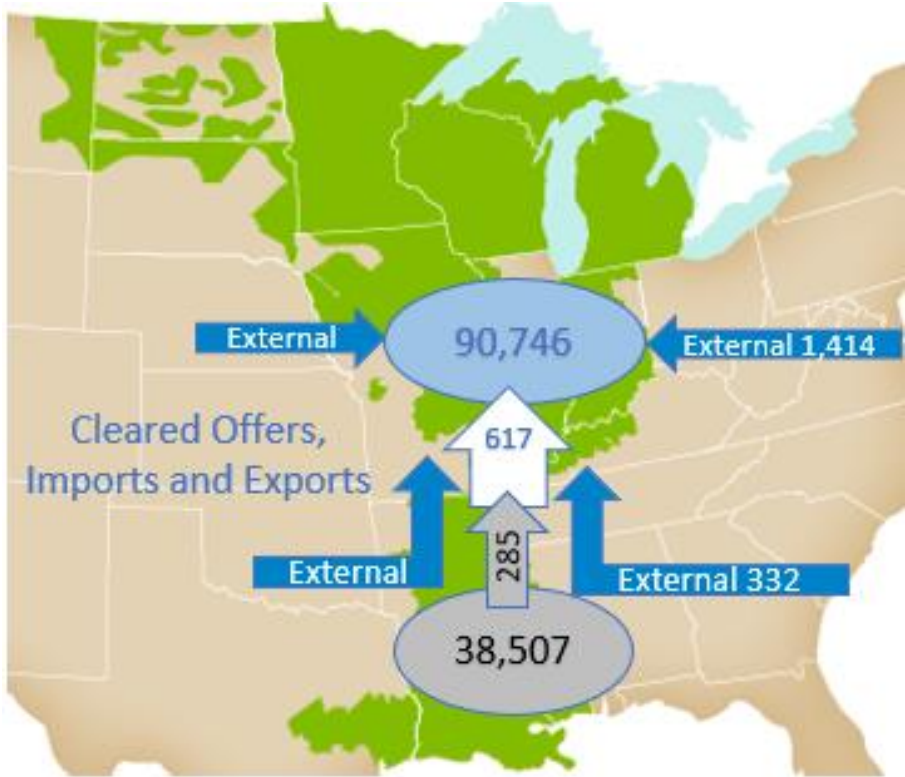 90,746
External
External 1,414
Cleared Offers,
Imports and Exports
617
285
External
External 332
38,507